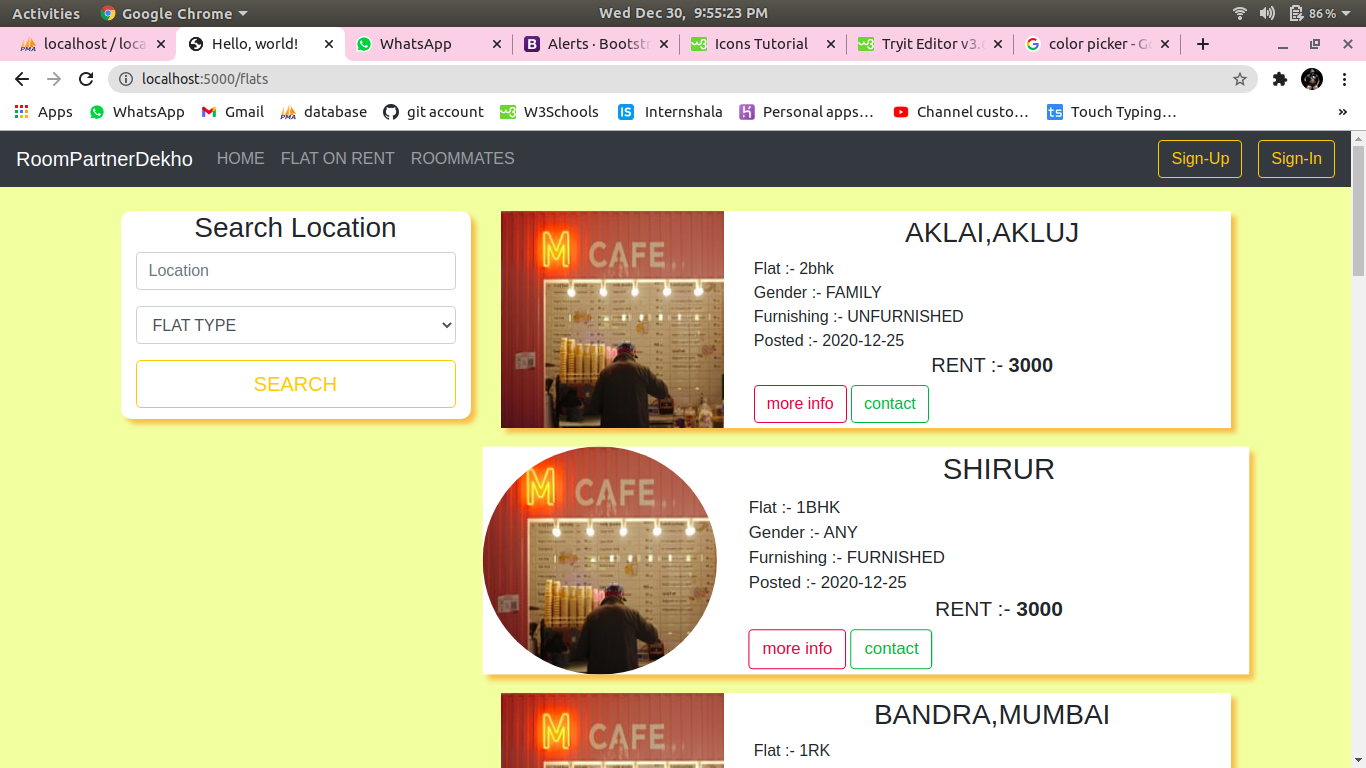 Activities Google Chrome Wed Dec 30, 9:55:23 PM 86%
localhost / loca Hello, world! WhatsApp Alerts · Bootstr Icons Tutorial Tryit Editor v3. color picker - Go
localhost:5000/flats
Apps WhatsApp Gmail database git account W3Schools Internshala Personal apps… Channel custo… Touch Typing… »
RoomPartnerDekho HOME FLAT ON RENT ROOMMATES Sign-Up Sign-In
Search Location
Location
FLAT TYPE
SEARCH
M CAFE
AKLAI,AKLUJ
Flat :- 2bhk
Gender :- FAMILY
Furnishing :- UNFURNISHED
Posted :- 2020-12-25
RENT :- 3000
more info contact
M CAFE
SHIRUR
Flat :- 1BHK
Gender :- ANY
Furnishing :- FURNISHED
Posted :- 2020-12-25
RENT :- 3000
more info contact
M CAFE
BANDRA,MUMBAI
Flat :- 1RK